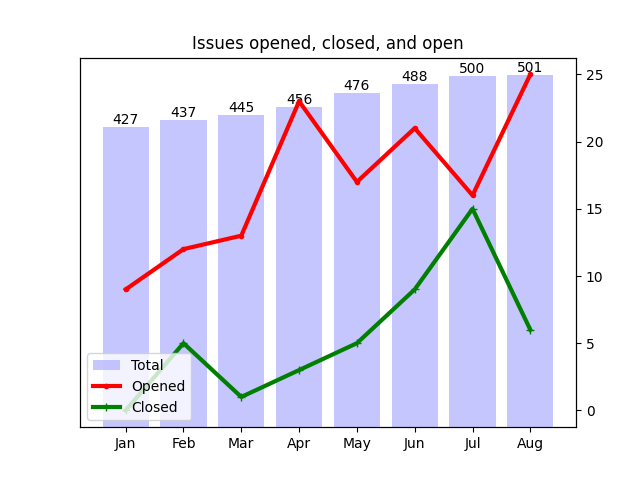 Issues opened, closed, and open
427 437 445 456 476 488 500 501
25
20
15
10
5
0
Total
Opened
Closed
Jan Feb Mar Apr May Jun Jul Aug